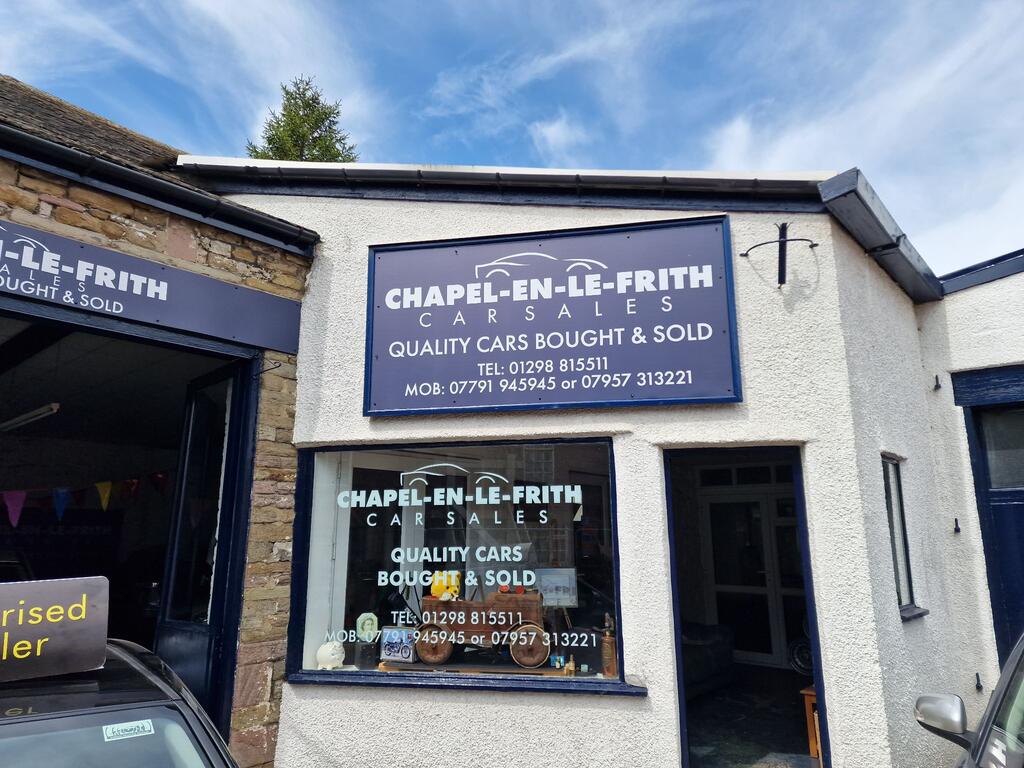 -LE-FRITH
ALES
OUGHT & SOLD
CHAPEL-EN-LE-FRITH
CAR SALES
QUALITY CARS BOUGHT & SOLD
TEL: 01298 815511
MOB: 07791 945945 or 07957 313221
CHAPEL-EN-LE-FRITH
CAR SALES
QUALITY CARS
BOUGHT & SOLD
TEL: 01298 815511
MOB: 07791 945945 or 07957 313221
rised
ler